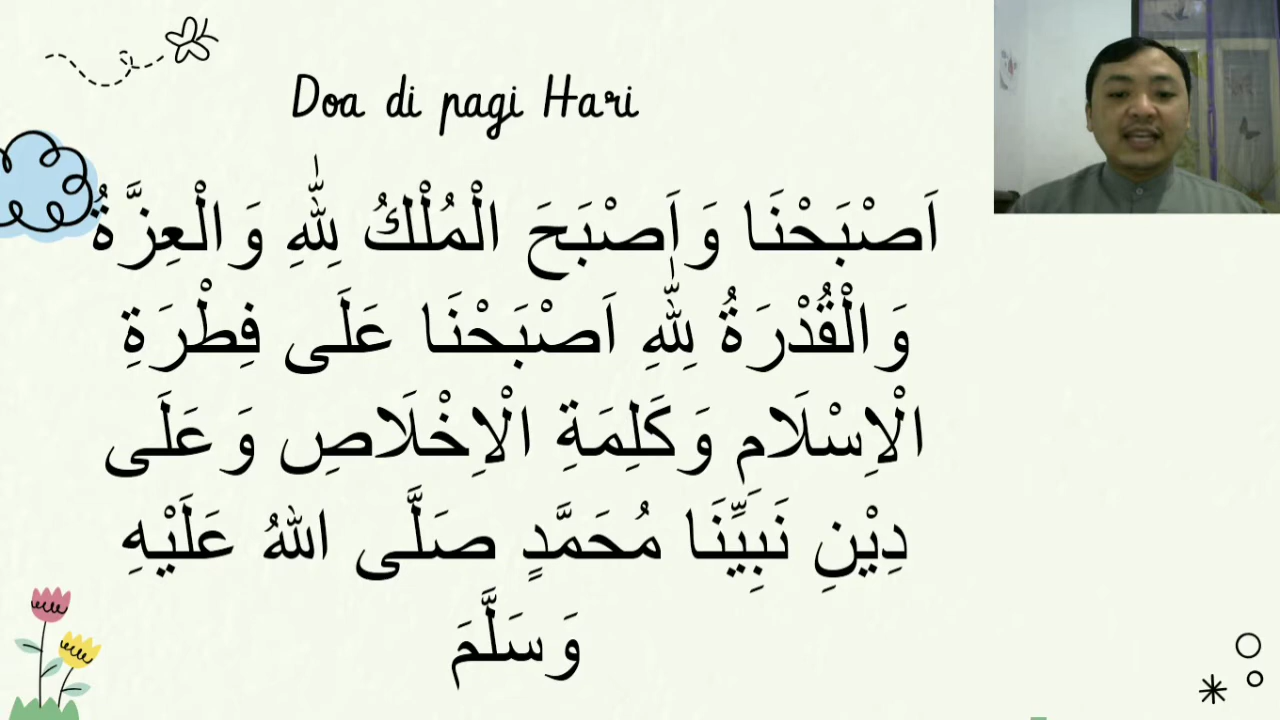 Doa di pagi Hari
اَصْبَحْنَا وَاَصْبَحَ الْمُلْكُ لِلّٰهِ وَالْعِزَّةُ
وَالْقُدْرَةُ لِلّٰهِ اَصْبَحْنَا عَلَى فِطْرَةِ
الْاِسْلَامِ وَكَلِمَةِ الْاِخْلَاصِ وَعَلَى
دِيْنِ نَبِيِّنَا مُحَمَّدٍ صَلَّى اللهُ عَلَيْهِ
وَسَلَّمَ